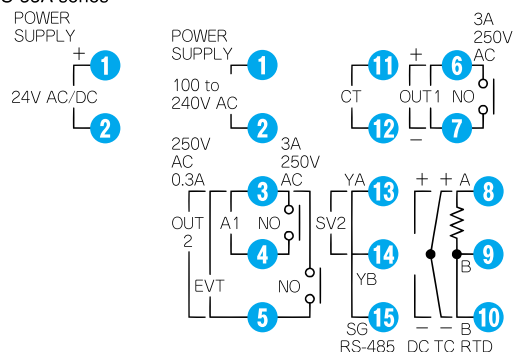 POWER
SUPPLY
+
1
24V AC/DC
2
POWER
SUPPLY
1
100 to
240V AC
2
11
CT
12
3A
250V
AC
+
6
OUT1
NO
7
−
250V
AC
0.3A
3A
250V
AC
3
OUT
2
A1
NO
4
EVT
NO
5
YA
13
SV2
14
YB
15
SG
RS-485
+
+
A
8
9
B
−
−
B
10
DC
TC
RTD